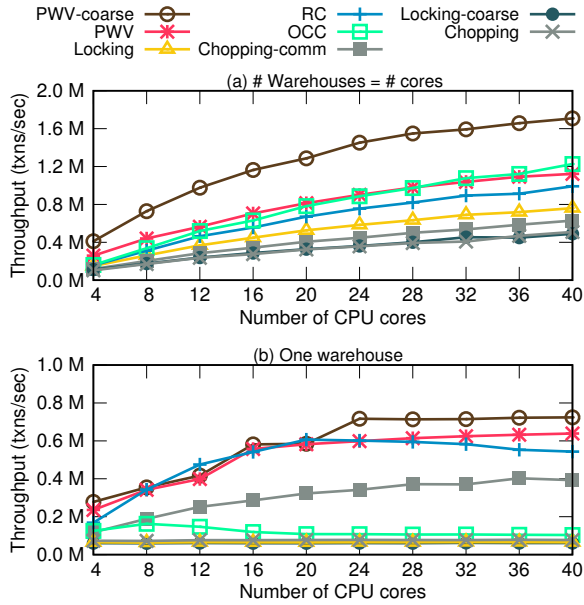 PWV-coarse RC Locking-coarse
PWV OCC Chopping
Locking Chopping-comm
(a) # Warehouses = # cores
Throughput (txns/sec)
2.0 M
1.6 M
1.2 M
0.8 M
0.4 M
0.0 M
4 8 12 16 20 24 28 32 36 40
Number of CPU cores
(b) One warehouse
Throughput (txns/sec)
1.0 M
0.8 M
0.6 M
0.4 M
0.2 M
0.0 M
4 8 12 16 20 24 28 32 36 40
Number of CPU cores